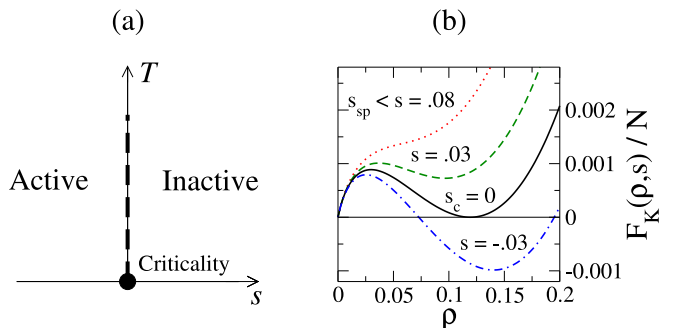 (a)
(b)
T
Active
Inactive
Criticality
s
s_sp < s = .08
s = .03
s_c = 0
s = -.03
0.002
0.001
0
-0.001
F_K(ρ,s) / N
0
0.05
0.1
0.15
0.2
ρ